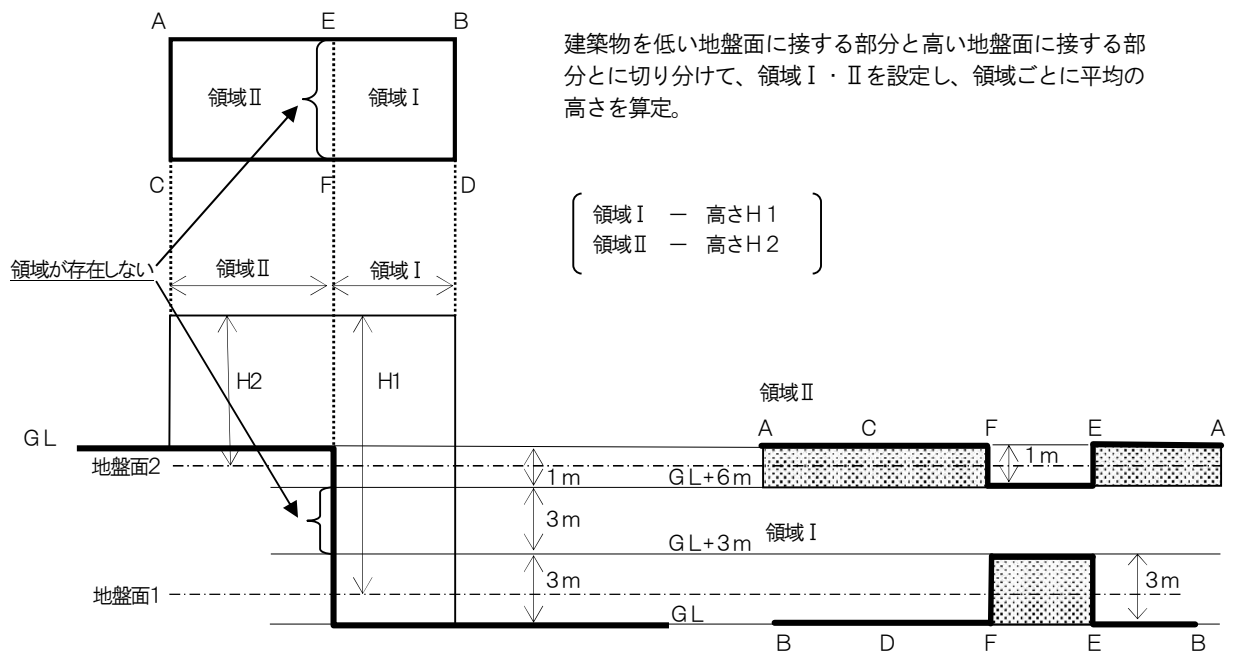 A E B
建築物を低い地盤面に接する部分と高い地盤面に接する部
分とに切り分けて、領域Ⅰ・Ⅱを設定し、領域ごとに平均の
高さを算定。
領域Ⅱ 領域Ⅰ
C F D
領域Ⅰ － 高さH1
領域Ⅱ － 高さH2
領域が存在しない
領域Ⅱ 領域Ⅰ
H2 H1
領域Ⅱ
GL
A C F E A
地盤面2
1m GL+6m 1m
3m
GL+3m 領域Ⅰ
地盤面1
3m 3m
GL
B D F E B